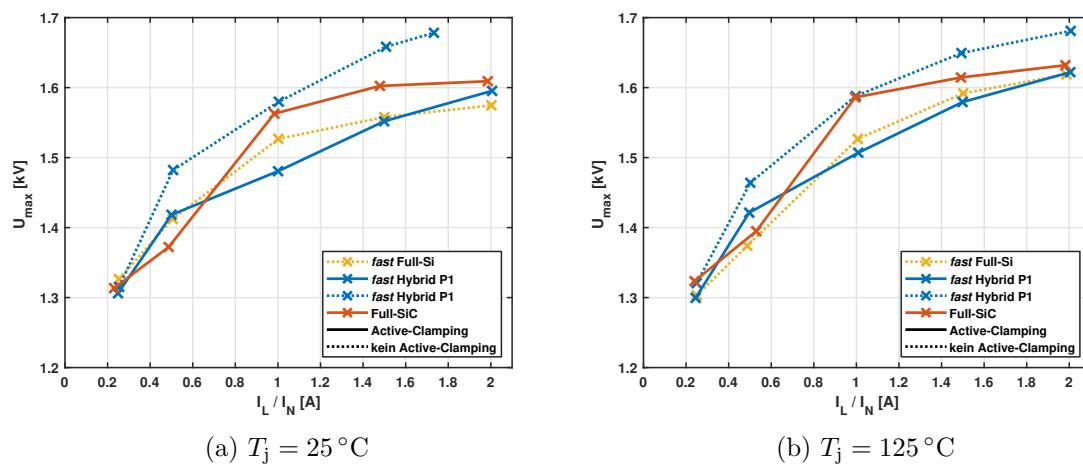 1.7
1.6
1.5
1.4
1.3
1.2
U_max [kV]
0 0.2 0.4 0.6 0.8 1 1.2 1.4 1.6 1.8 2
I_L / I_N [A]
fast Full-Si
fast Hybrid P1
fast Hybrid P1
Full-SiC
Active-Clamping
kein Active-Clamping
(a) T_j = 25 °C
1.7
1.6
1.5
1.4
1.3
1.2
U_max [kV]
0 0.2 0.4 0.6 0.8 1 1.2 1.4 1.6 1.8 2
I_L / I_N [A]
fast Full-Si
fast Hybrid P1
fast Hybrid P1
Full-SiC
Active-Clamping
kein Active-Clamping
(b) T_j = 125 °C